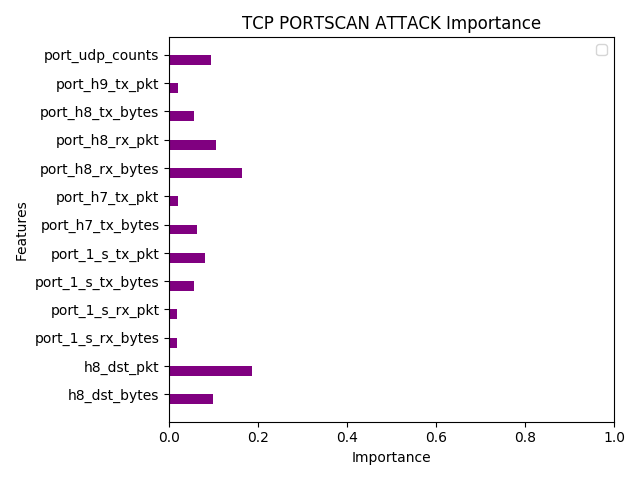 TCP PORTSCAN ATTACK Importance
port_udp_counts
port_h9_tx_pkt
port_h8_tx_bytes
port_h8_rx_pkt
port_h8_rx_bytes
port_h7_tx_pkt
port_h7_tx_bytes
port_1_s_tx_pkt
port_1_s_tx_bytes
port_1_s_rx_pkt
port_1_s_rx_bytes
h8_dst_pkt
h8_dst_bytes
Features
0.0 0.2 0.4 0.6 0.8 1.0
Importance